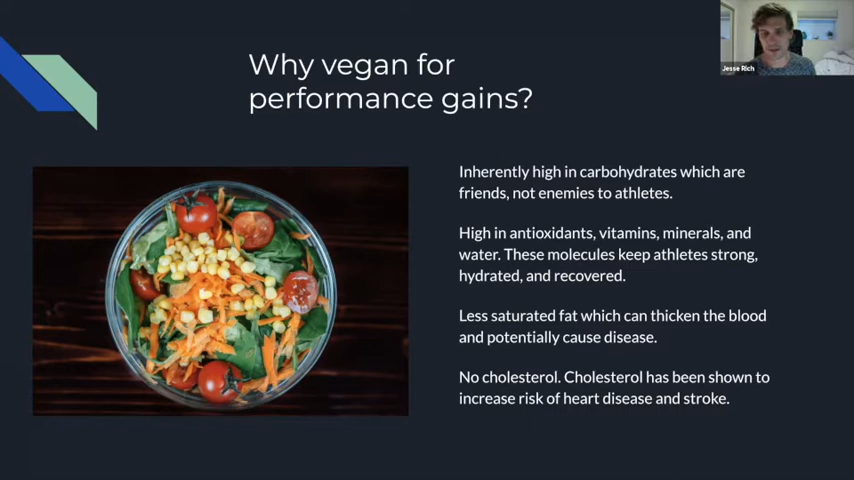 Jesse Rich
Why vegan for
performance gains?
Inherently high in carbohydrates which are
friends, not enemies to athletes.
High in antioxidants, vitamins, minerals, and
water. These molecules keep athletes strong,
hydrated, and recovered.
Less saturated fat which can thicken the blood
and potentially cause disease.
No cholesterol. Cholesterol has been shown to
increase risk of heart disease and stroke.